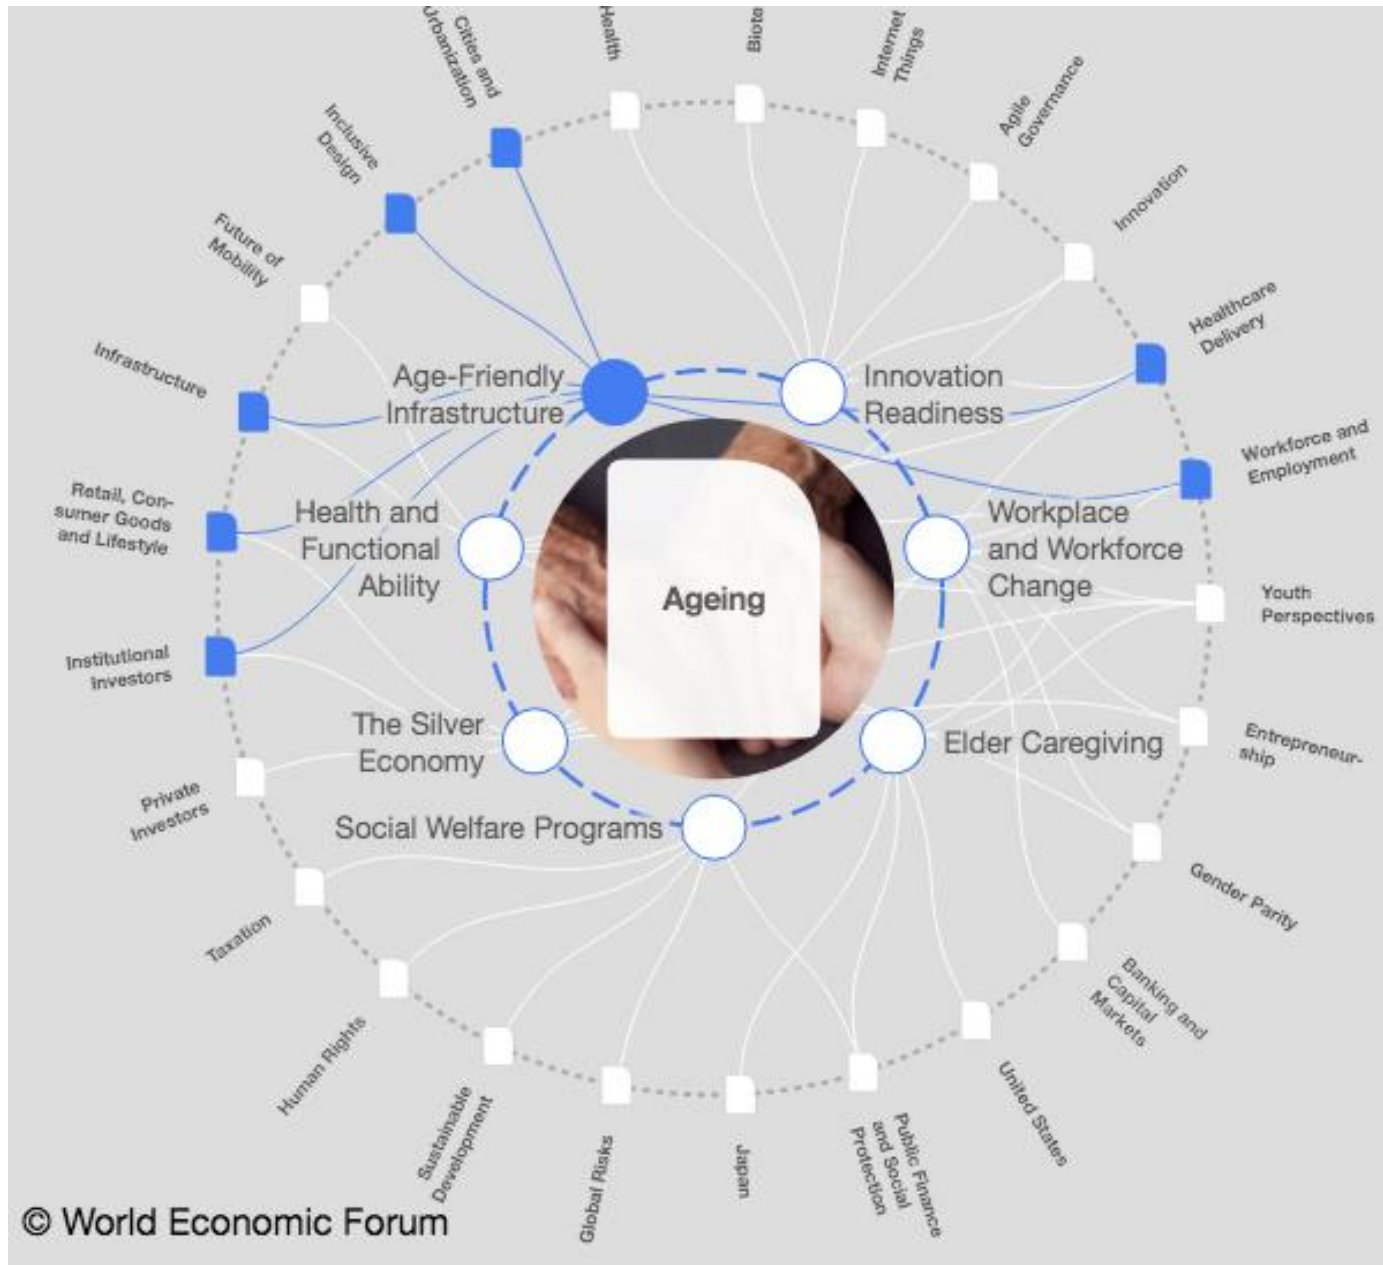 Cities and
Urbanization
Health
Internet
Things
Agile
Governance
Innovation
Healthcare
Delivery
Workforce and
Employment
Youth
Perspectives
Entrepreneur-
ship
Gender Parity
Banking and
Capital
Markets
United States
Public Finance
and Social
Protection
Japan
Global Risks
Sustainable
Development
Human Rights
Taxation
Private
Investors
Institutional
Investors
Retail, Con-
sumer Goods
and Lifestyle
Infrastructure
Future of
Mobility
Inclusive
Design
Age-Friendly
Infrastructure
Innovation
Readiness
Health and
Functional
Ability
Workplace
and Workforce
Change
Ageing
The Silver
Economy
Elder Caregiving
Social Welfare Programs
© World Economic Forum